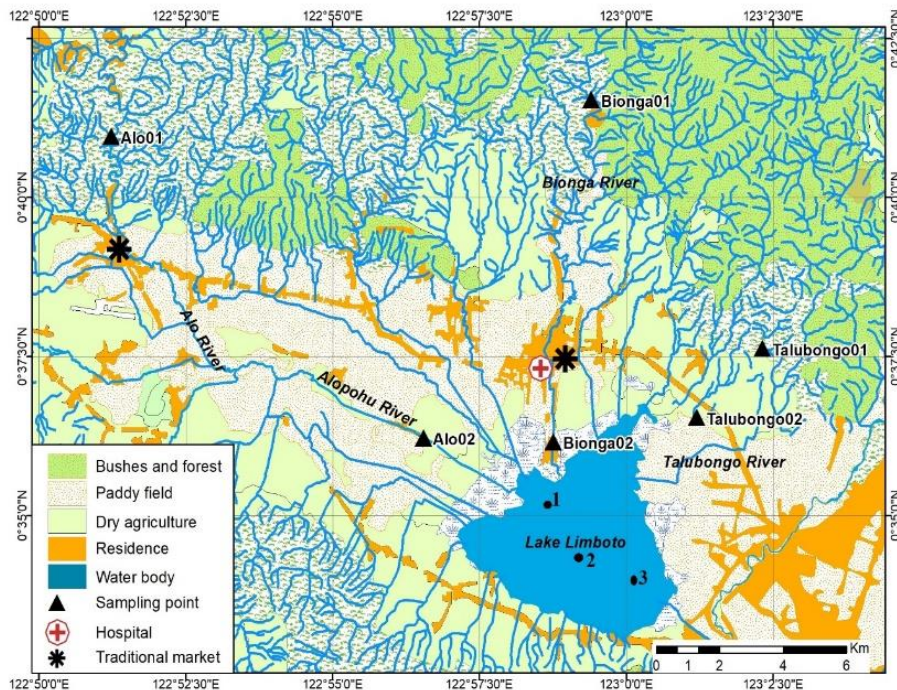 122°50'0"E 122°52'30"E 122°55'0"E 122°57'30"E 123°0'0"E 123°2'30"E
0°42'30"N
0°42'30"N
Bionga01
Alo01
Bionga River
0°40'0"N
0°40'0"N
Alo River
Talubongo01
0°37'30"N
0°37'30"N
Alopohu River
Talubongo02
Alo02
Bionga02
Talubongo River
Bushes and forest
Paddy field
Dry agriculture
Residence
Water body
Sampling point
Hospital
Traditional market
1
0°35'0"N
0°35'0"N
Lake Limboto
2
3
Km
0 1 2 4 6
122°50'0"E 122°52'30"E 122°55'0"E 122°57'30"E 123°0'0"E 123°2'30"E